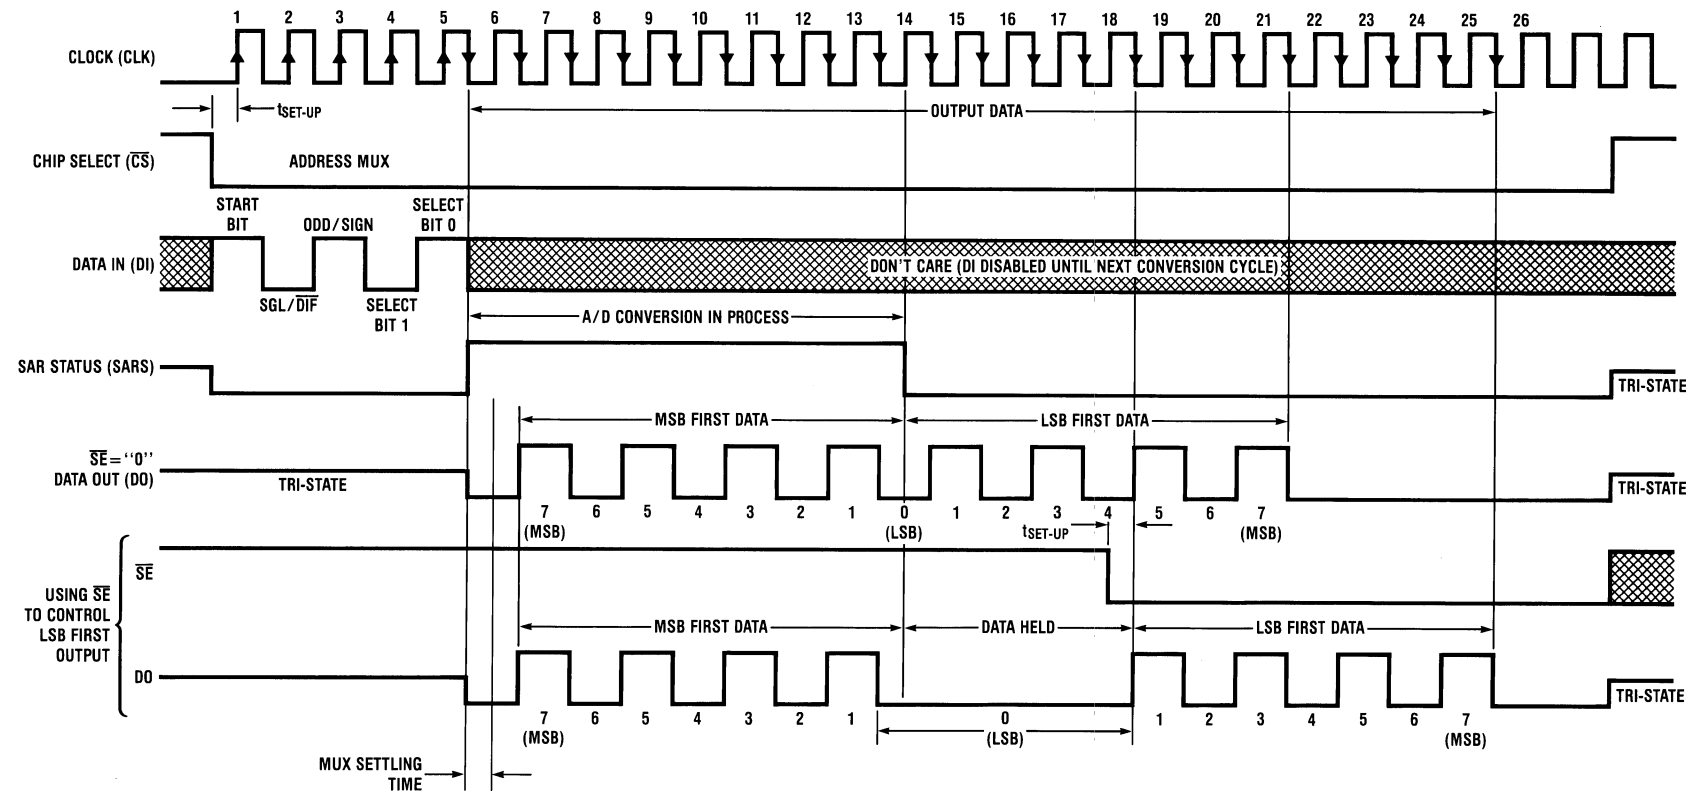 1 2 3 4 5 6 7 8 9 10 11 12 13 14 15 16 17 18 19 20 21 22 23 24 25 26
CLOCK (CLK)
tSET-UP
OUTPUT DATA
CHIP SELECT (C̅S̅)
ADDRESS MUX
START
BIT
ODD/SIGN
SELECT
BIT 0
DATA IN (DI)
DON'T CARE (DI DISABLED UNTIL NEXT CONVERSION CYCLE)
SGL/D̅I̅F̅
SELECT
BIT 1
A/D CONVERSION IN PROCESS
SAR STATUS (SARS)
TRI-STATE
MSB FIRST DATA
LSB FIRST DATA
S̅E̅="0"
DATA OUT (DO)
TRI-STATE
TRI-STATE
7 6 5 4 3 2 1 0 1 2 3 4 5 6 7
(MSB) (LSB) tSET-UP (MSB)
S̅E̅
USING S̅E̅
TO CONTROL
LSB FIRST
OUTPUT
MSB FIRST DATA
DATA HELD
LSB FIRST DATA
DO
TRI-STATE
7 6 5 4 3 2 1 0 1 2 3 4 5 6 7
(MSB) (LSB) (MSB)
MUX SETTLING
TIME